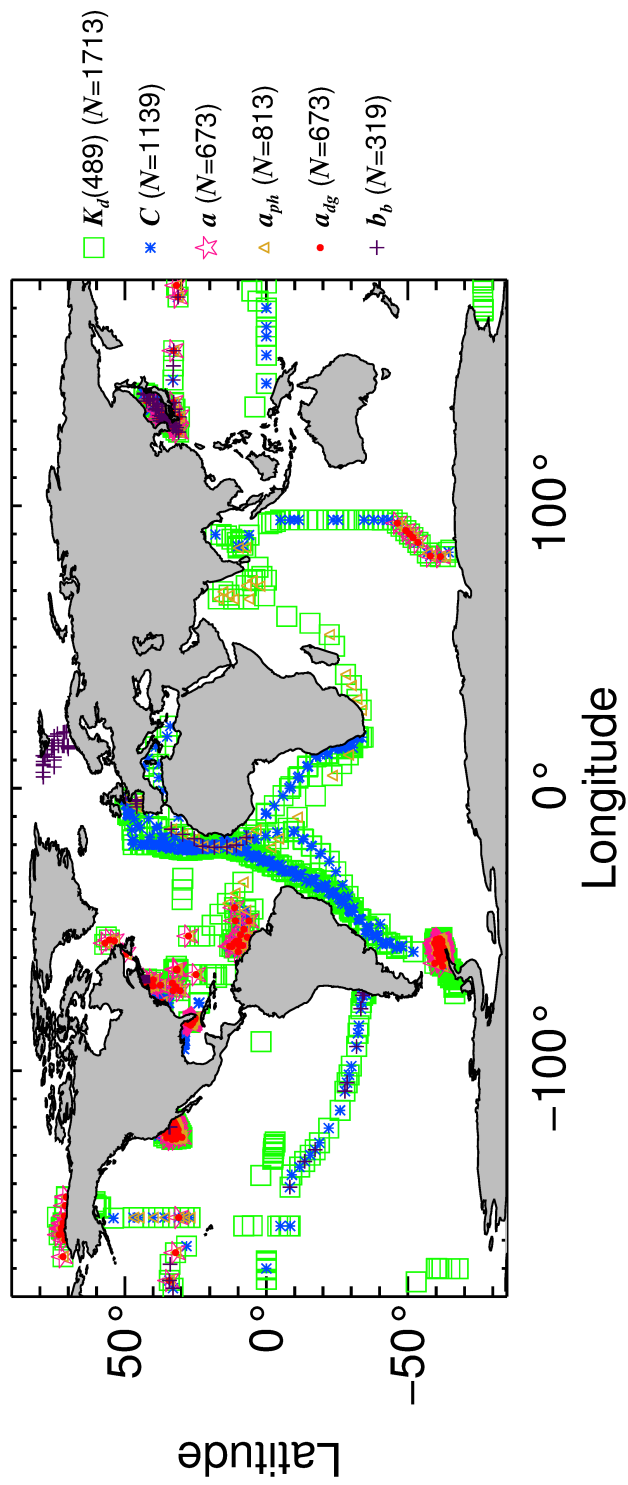 K_d(489) (N=1713)
C (N=1139)
a (N=673)
a_ph (N=813)
a_dg (N=673)
b_b (N=319)
50°
0°
−50°
Latitude
−100°
0°
100°
Longitude